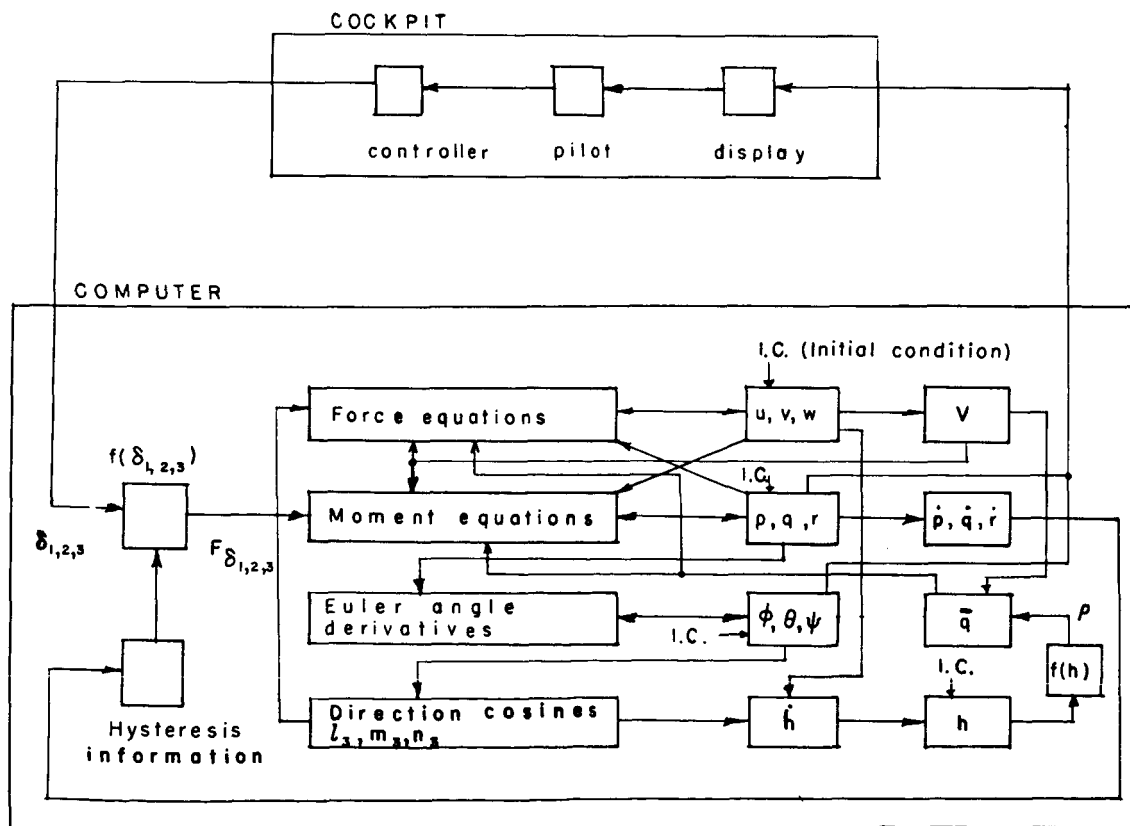 COCKPIT
controller pilot display
COMPUTER
I.C. (Initial condition)
Force equations
u, v, w
V
f(δ1,2,3)
I.C.
Moment equations
p, q, r
ṗ, q̇, ṙ
δ1,2,3
Fδ1,2,3
Euler angle
derivatives
ϕ, θ, ψ
q̄
ρ
I.C.
f(h)
I.C.
Direction cosines
l3, m3, n3
ḣ
h
Hysteresis
information